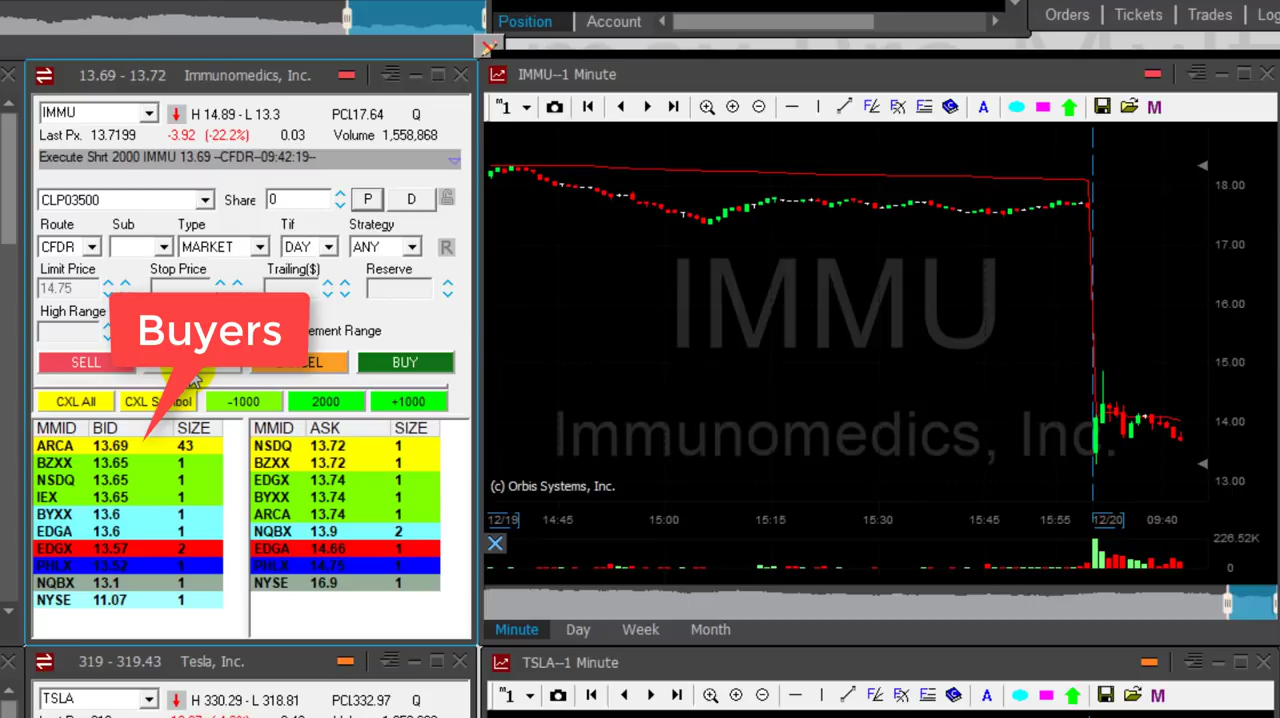 Position Account
Orders Tickets Trades
13.69 - 13.72 Immunomedics, Inc.
IMMU
H 14.89 - L 13.3 PCL17.64 Q
Last Px. 13.7199 -3.92 (-22.2%) 0.03 Volume 1,558,868
Execute Shrt 2000 IMMU 13.69 --CFDR--09:42:19--
CLP03500 Share 0 P D
Route Sub Type Tif Strategy
CFDR MARKET DAY ANY R
Limit Price Stop Price Trailing($) Reserve
14.75
High Range
Buyers
Range
SELL BUY
CXL All CXL -1000 2000 +1000
MMID BID SIZE
ARCA 13.69 43
BZXX 13.65 1
NSDQ 13.65 1
IEX 13.65 1
BYXX 13.6 1
EDGA 13.6 1
EDGX 13.57 2
PHLX 13.52 1
NQBX 13.1 1
NYSE 11.07 1
MMID ASK SIZE
NSDQ 13.72 1
BZXX 13.72 1
EDGX 13.74 1
BYXX 13.74 1
ARCA 13.74 1
NQBX 13.9 2
EDGA 14.66 1
PHLX 14.75 1
NYSE 16.9 1
IMMU--1 Minute
1 A M
18.00
17.00
16.00
15.00
14.00
13.00
IMMU
Immunomedics, Inc.
(c) Orbis Systems, Inc.
12/19 14:45 15:00 15:15 15:30 15:45 15:55 12/20 09:40
226.52K
0
Minute Day Week Month
319 - 319.43 Tesla, Inc.
TSLA
H 330.29 - L 318.81 PCL332.97 Q
TSLA--1 Minute
1 A M